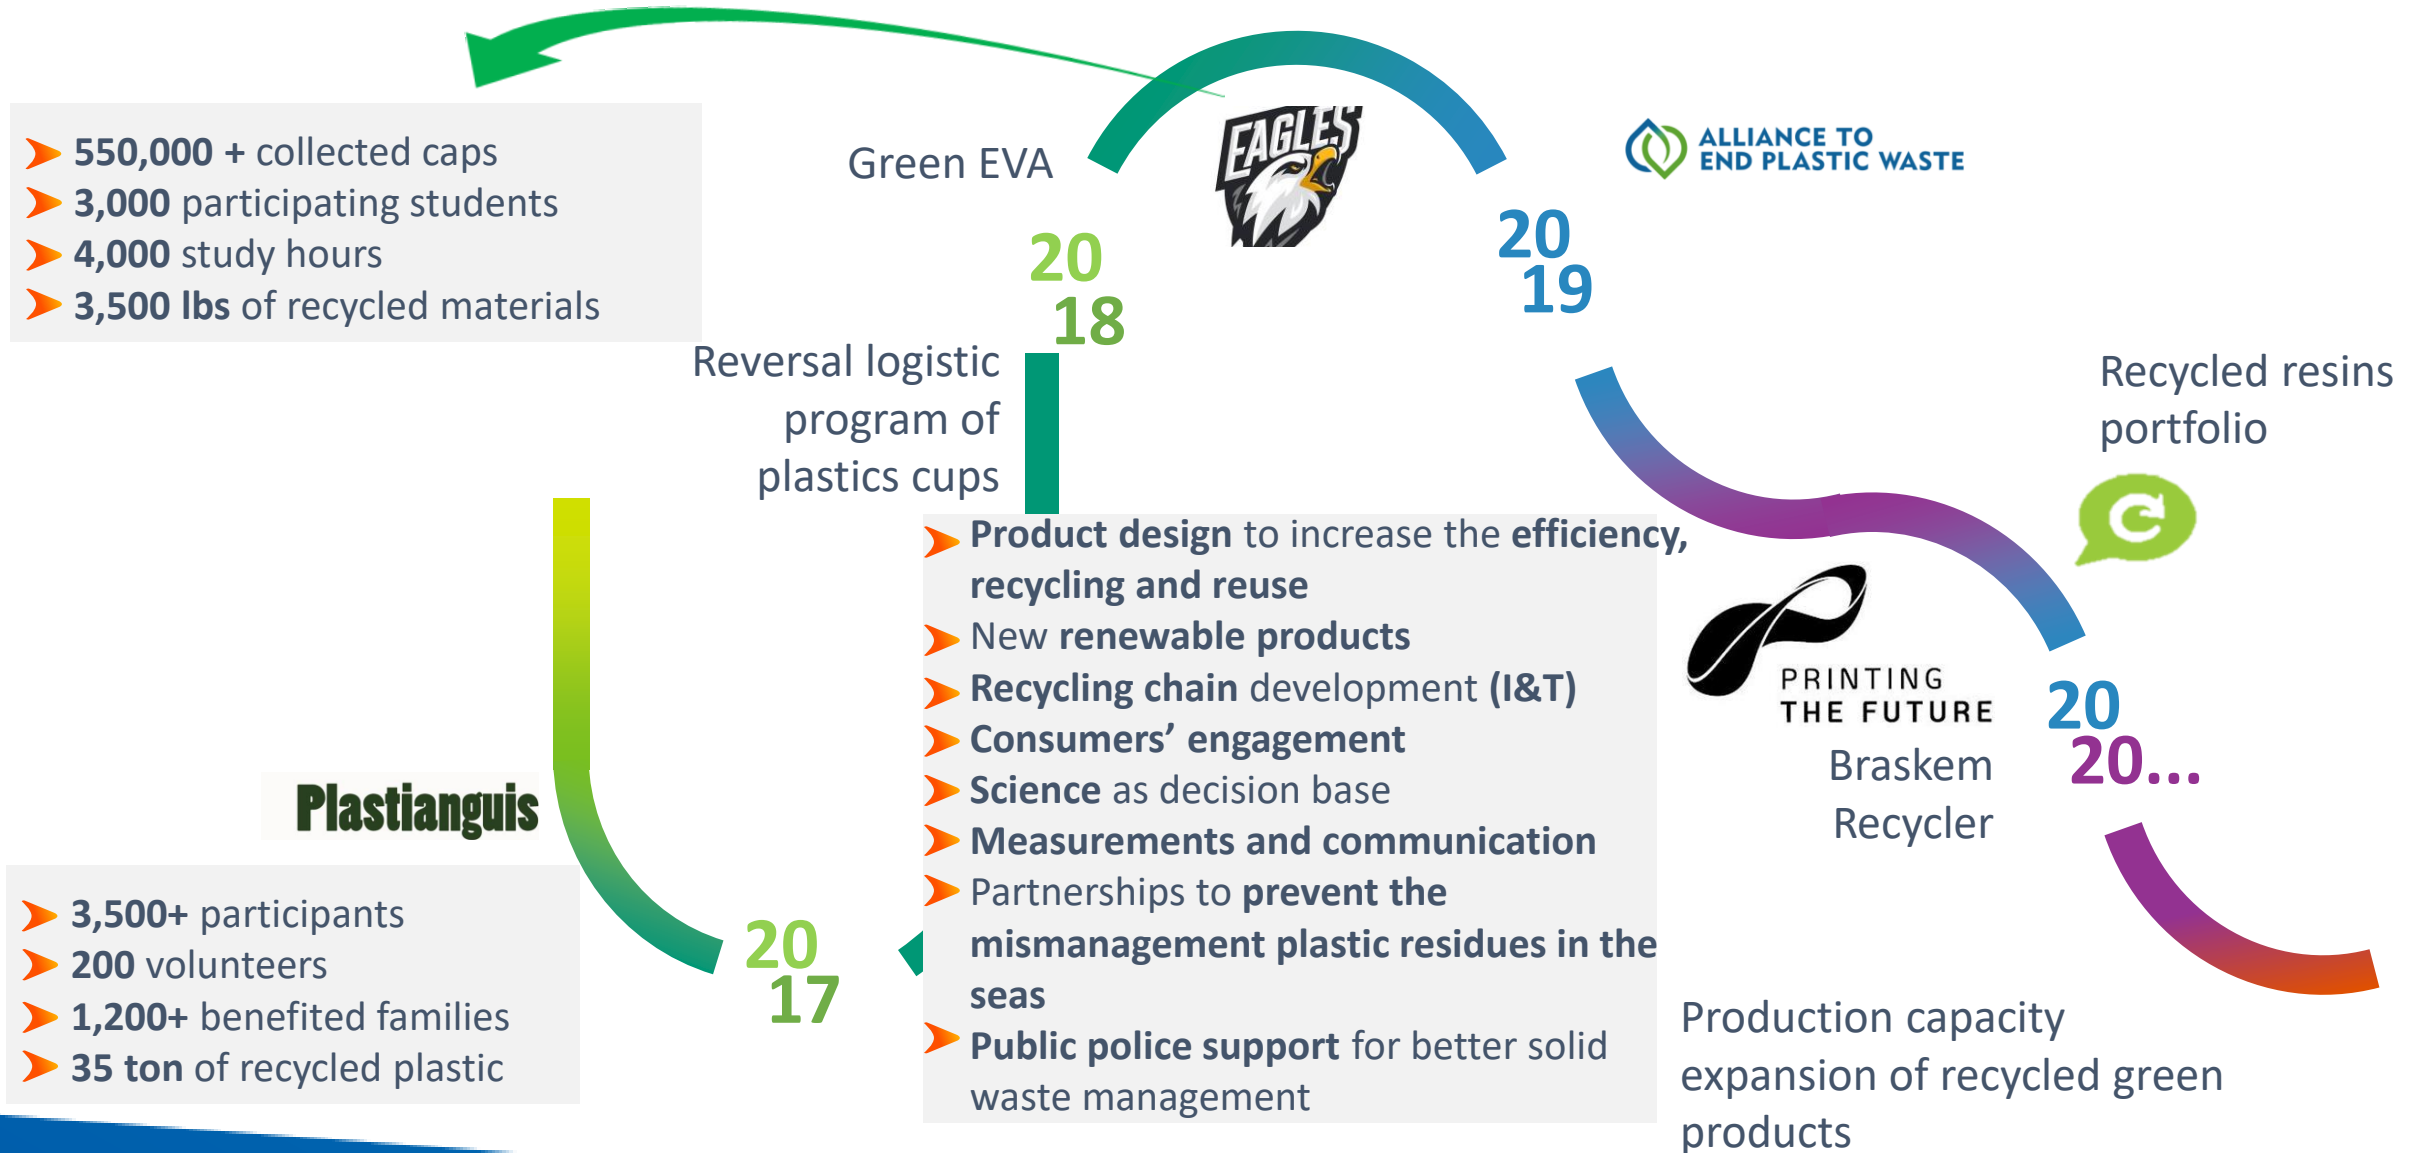 550,000 + collected caps
3,000 participating students
4,000 study hours
3,500 lbs of recycled materials
Green EVA
EAGLES
ALLIANCE TO
END PLASTIC WASTE
20
18
20
19
Reversal logistic
program of
plastics cups
Recycled resins
portfolio
Product design to increase the efficiency,
recycling and reuse
New renewable products
Recycling chain development (I&T)
Consumers’ engagement
Science as decision base
Measurements and communication
Partnerships to prevent the
mismanagement plastic residues in the
seas
Public police support for better solid
waste management
PRINTING
THE FUTURE
Braskem
Recycler
20
20...
Plastianguis
3,500+ participants
200 volunteers
1,200+ benefited families
35 ton of recycled plastic
20
17
Production capacity
expansion of recycled green
products